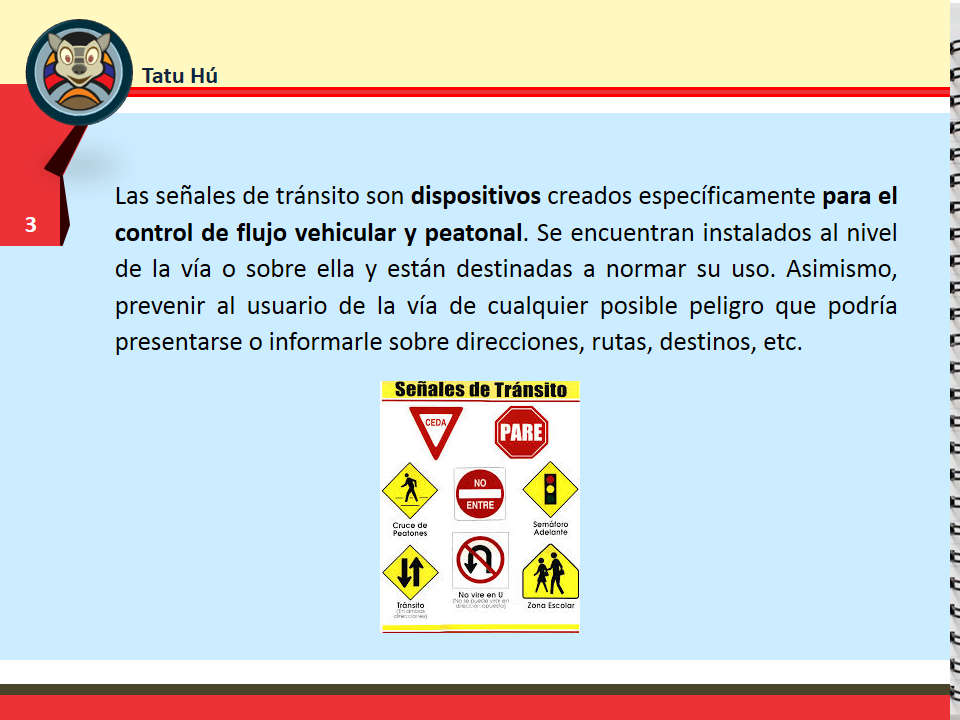 Tatu Hú
3
Las señales de tránsito son dispositivos creados específicamente para el
control de flujo vehicular y peatonal. Se encuentran instalados al nivel
de la vía o sobre ella y están destinadas a normar su uso. Asimismo,
prevenir al usuario de la vía de cualquier posible peligro que podría
presentarse o informarle sobre direcciones, rutas, destinos, etc.
Señales de Tránsito
CEDA
PARE
NO
ENTRE
Cruce de
Peatones
Semáforo
Adelante
Tránsito
(En ambas
direcciones)
No vire en U
(No se puede virar en
dirección opuesta)
Zona Escolar